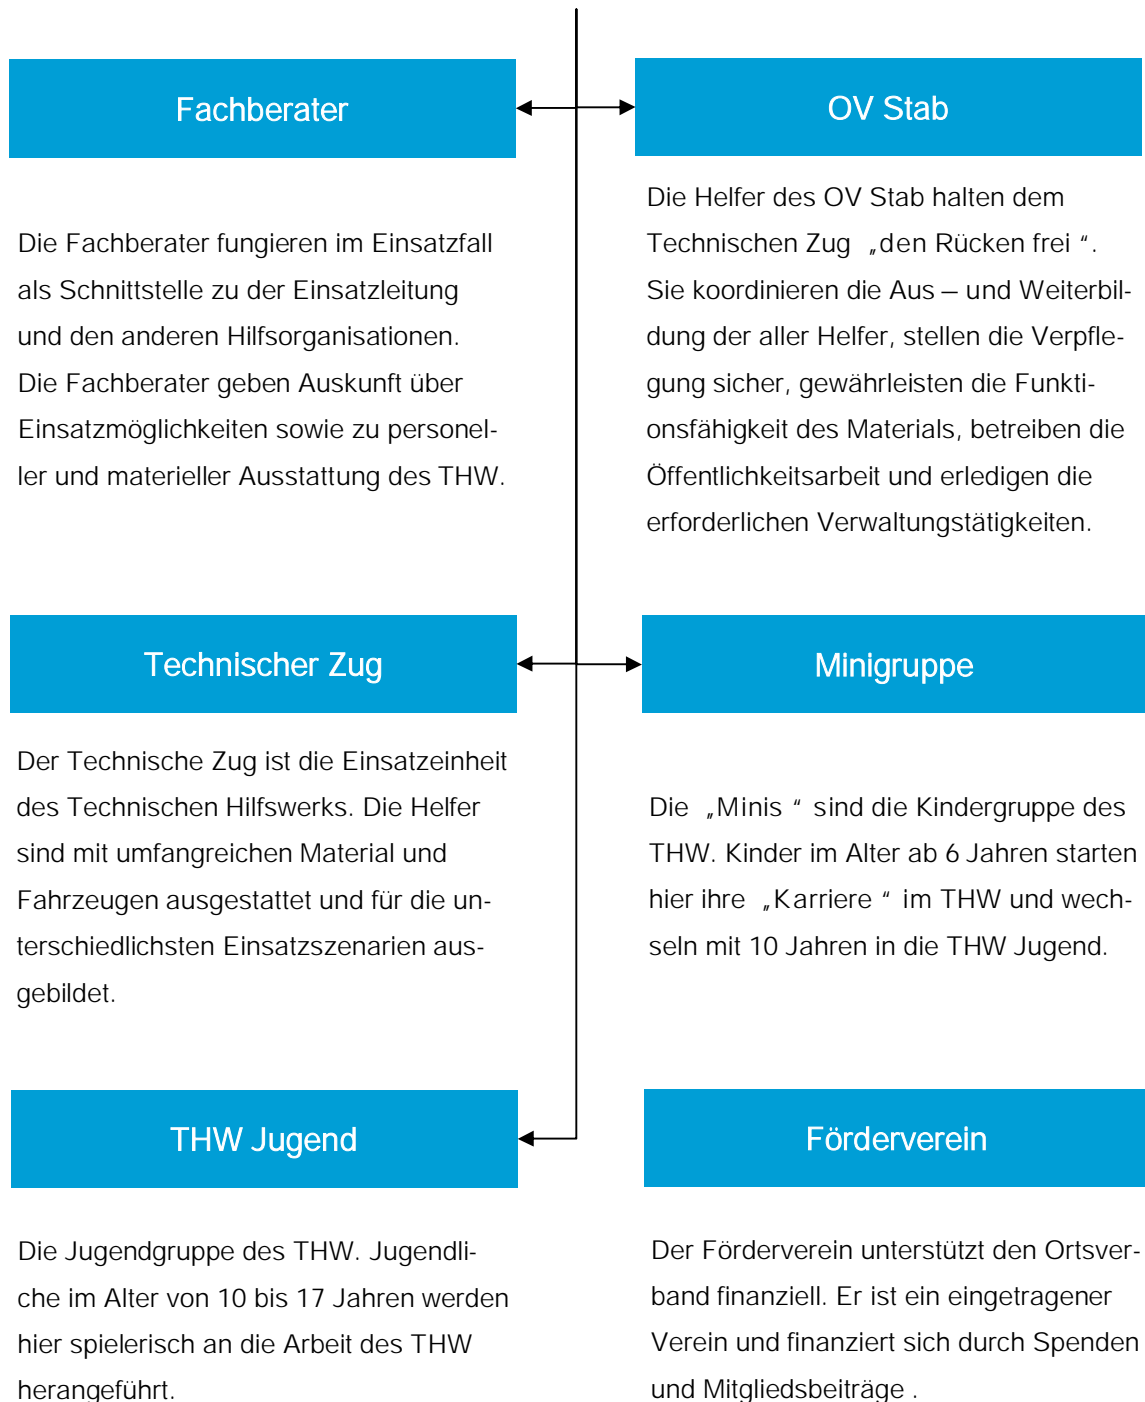 Fachberater
Die Fachberater fungieren im Einsatzfall
als Schnittstelle zu der Einsatzleitung
und den anderen Hilfsorganisationen.
Die Fachberater geben Auskunft über
Einsatzmöglichkeiten sowie zu personel-
ler und materieller Ausstattung des THW.
OV Stab
Die Helfer des OV Stab halten dem
Technischen Zug „den Rücken frei “.
Sie koordinieren die Aus – und Weiterbil-
dung der aller Helfer, stellen die Verpfle-
gung sicher, gewährleisten die Funkti-
onsfähigkeit des Materials, betreiben die
Öffentlichkeitsarbeit und erledigen die
erforderlichen Verwaltungstätigkeiten.
Technischer Zug
Der Technische Zug ist die Einsatzeinheit
des Technischen Hilfswerks. Die Helfer
sind mit umfangreichen Material und
Fahrzeugen ausgestattet und für die un-
terschiedlichsten Einsatzszenarien aus-
gebildet.
Minigruppe
Die „Minis “ sind die Kindergruppe des
THW. Kinder im Alter ab 6 Jahren starten
hier ihre „Karriere “ im THW und wech-
seln mit 10 Jahren in die THW Jugend.
THW Jugend
Die Jugendgruppe des THW. Jugendli-
che im Alter von 10 bis 17 Jahren werden
hier spielerisch an die Arbeit des THW
herangeführt.
Förderverein
Der Förderverein unterstützt den Ortsver-
band finanziell. Er ist ein eingetragener
Verein und finanziert sich durch Spenden
und Mitgliedsbeiträge .